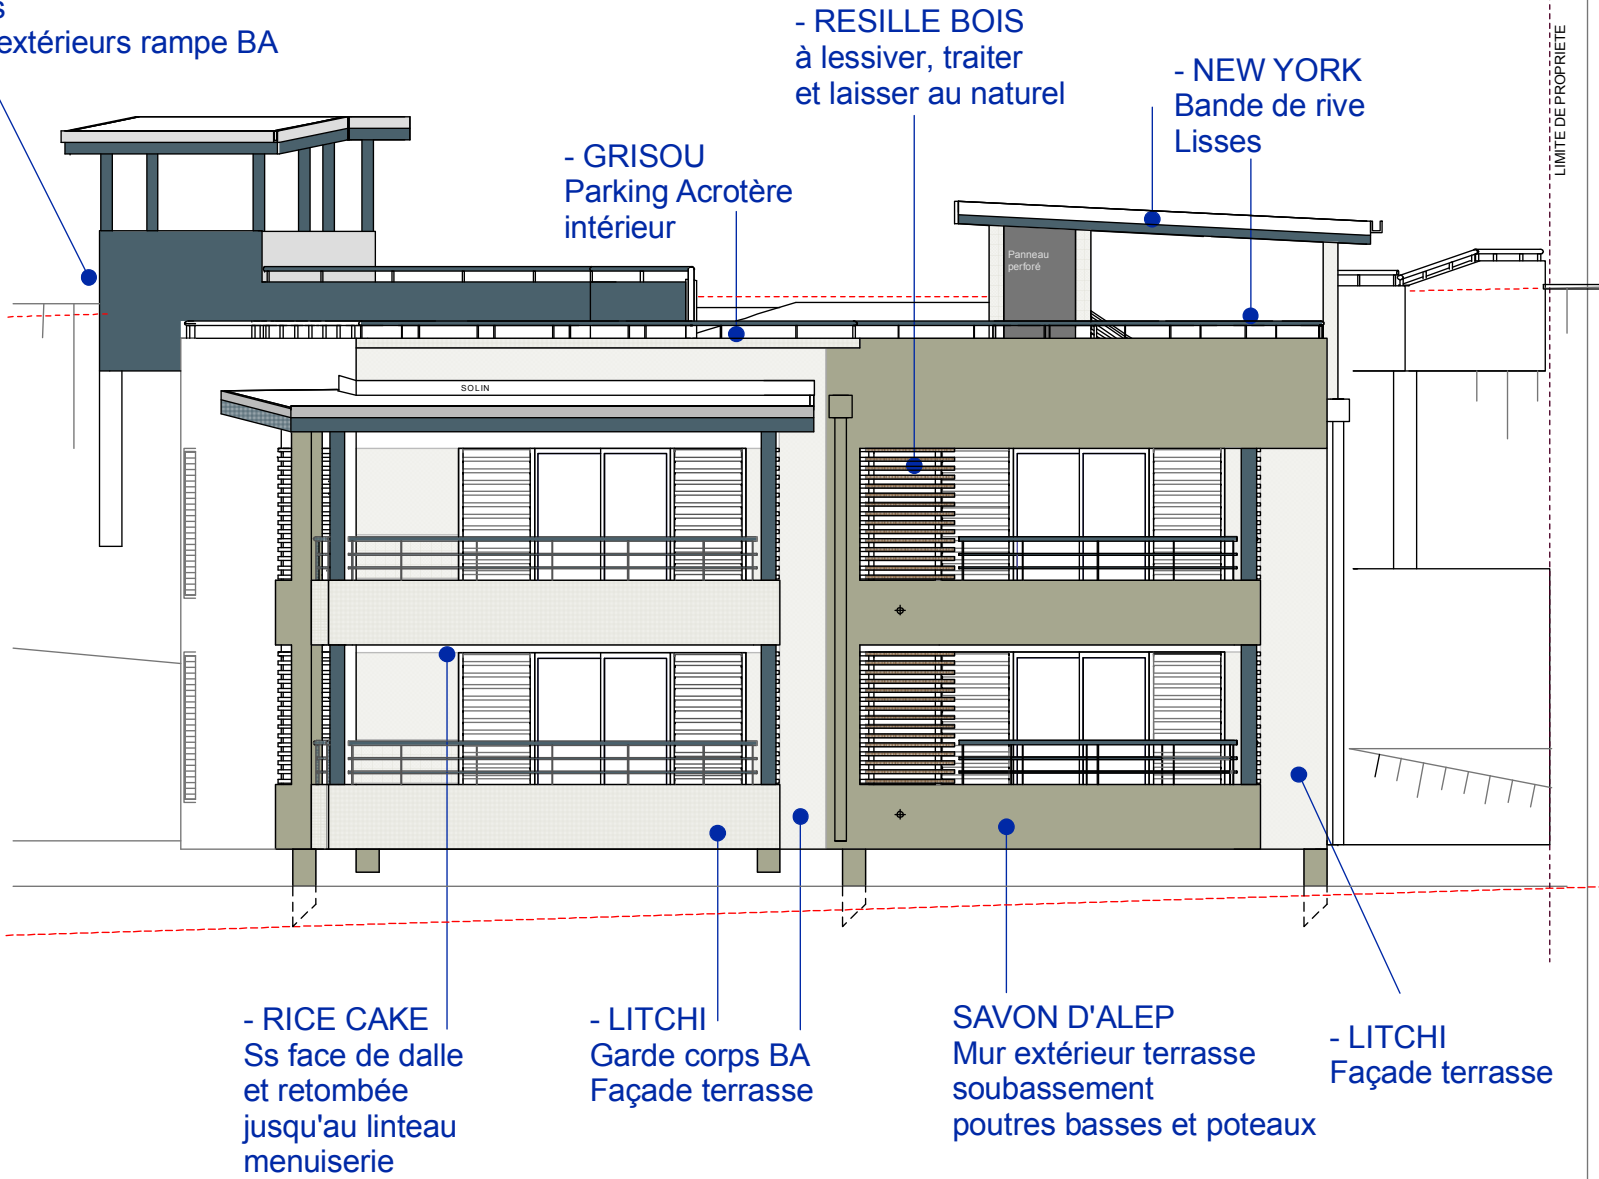 s
extérieurs rampe BA
- RESILLE BOIS
à lessiver, traiter
et laisser au naturel
- NEW YORK
Bande de rive
Lisses
LIMITE DE PROPRIETE
- GRISOU
Parking Acrotère
intérieur
Panneau
perforé
SOLIN
- RICE CAKE
Ss face de dalle
et retombée
jusqu'au linteau
menuiserie
- LITCHI
Garde corps BA
Façade terrasse
SAVON D'ALEP
Mur extérieur terrasse
soubassement
poutres basses et poteaux
- LITCHI
Façade terrasse